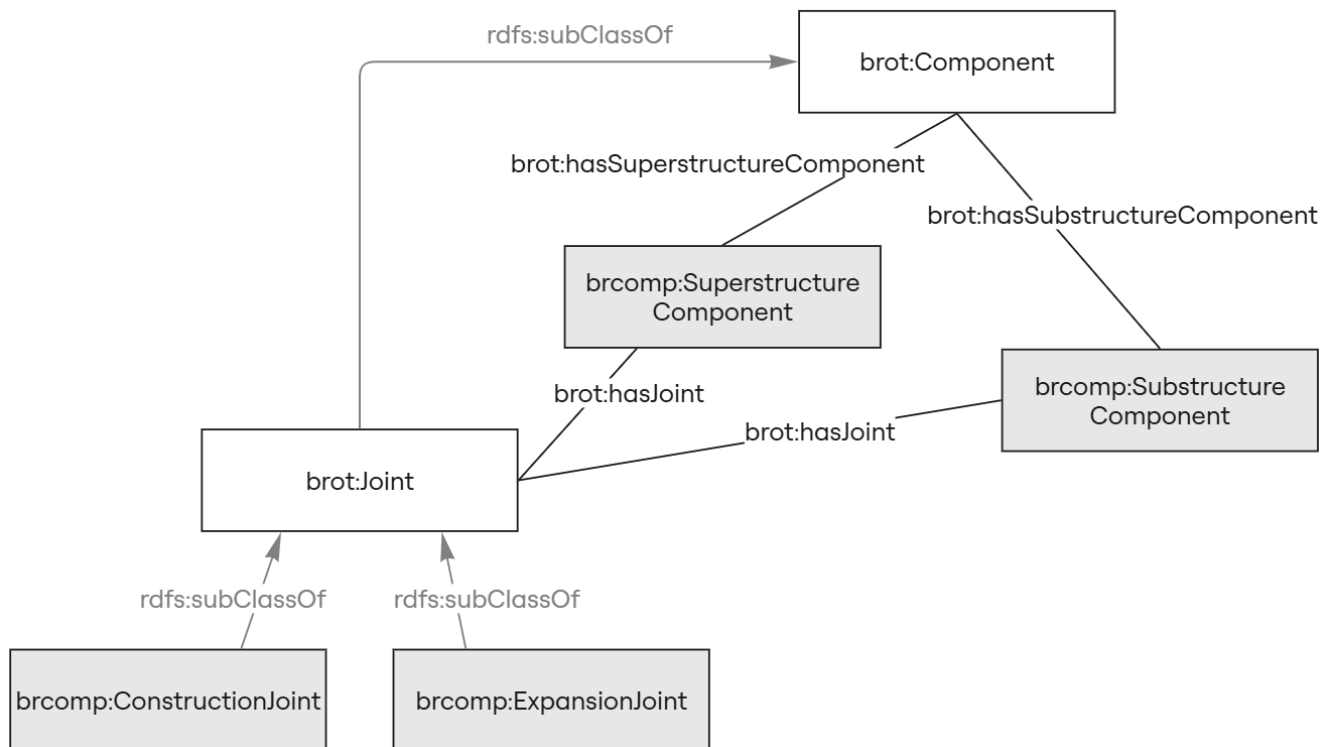 rdfs:subClassOf
brot:Component
brot:hasSuperstructureComponent
brot:hasSubstructureComponent
brcomp:Superstructure
Component
brcomp:Substructure
Component
brot:hasJoint
brot:hasJoint
brot:Joint
rdfs:subClassOf
rdfs:subClassOf
brcomp:ConstructionJoint
brcomp:ExpansionJoint